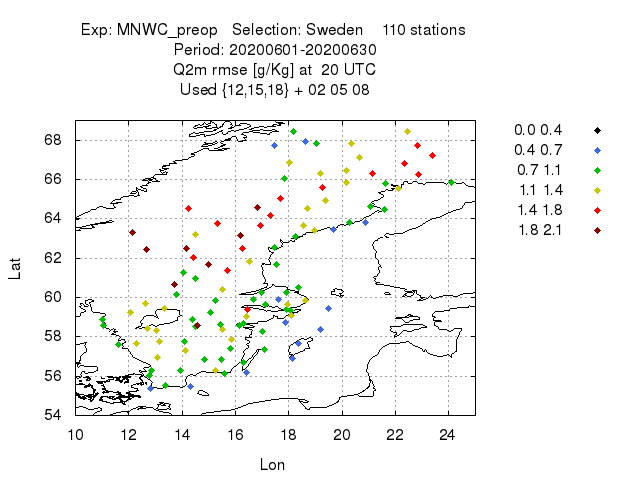 Exp: MNWC_preop Selection: Sweden 110 stations
Period: 20200601-20200630
Q2m rmse [g/Kg] at 20 UTC
Used {12,15,18} + 02 05 08
0.0 0.4
0.4 0.7
0.7 1.1
1.1 1.4
1.4 1.8
1.8 2.1
Lat
68
66
64
62
60
58
56
54
10 12 14 16 18 20 22 24
Lon